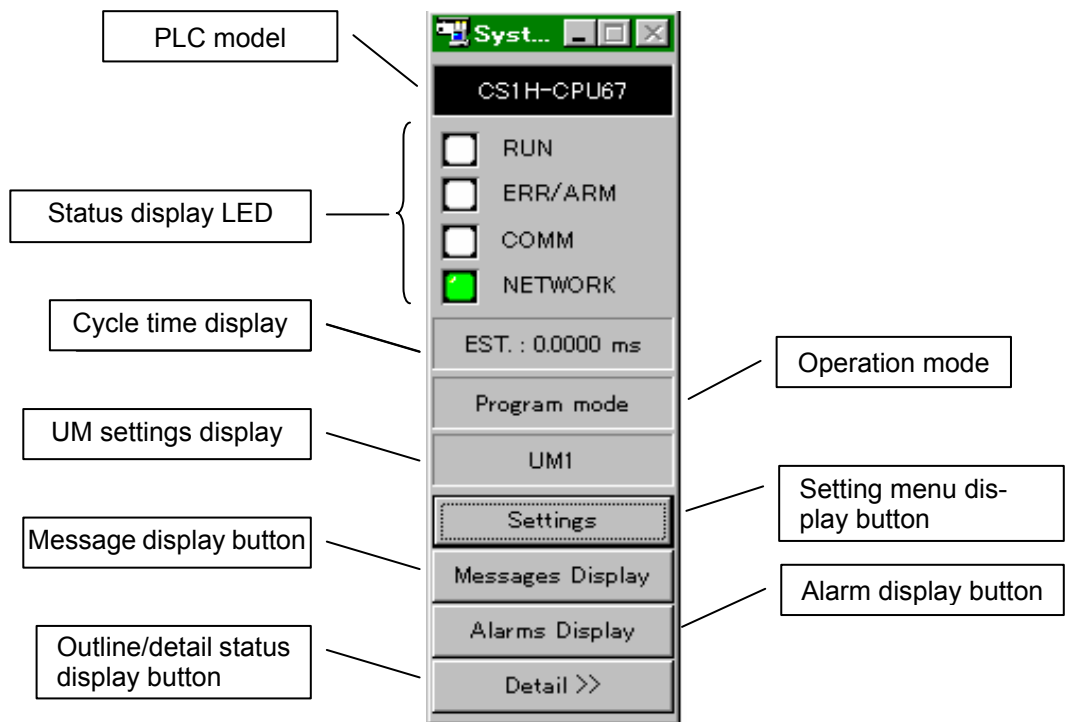 PLC model
Syst...
CS1H-CPU67
RUN
ERR/ARM
COMM
NETWORK
Status display LED
Cycle time display
EST. : 0.0000 ms
Operation mode
Program mode
UM settings display
UM1
Setting menu dis-
play button
Settings
Message display button
Messages Display
Alarm display button
Alarms Display
Outline/detail status
display button
Detail >>